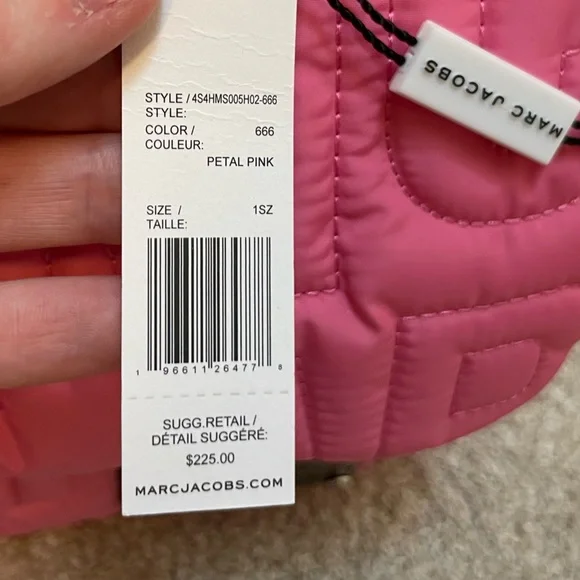 STYLE / 4S4HMS005H02-666
STYLE:
COLOR / 666
COULEUR:
PETAL PINK
SIZE / 1SZ
TAILLE:
1 96611 26477 8
SUGG.RETAIL /
DÉTAIL SUGGÉRÉ:
$225.00
MARCJACOBS.COM
MARC JACOBS